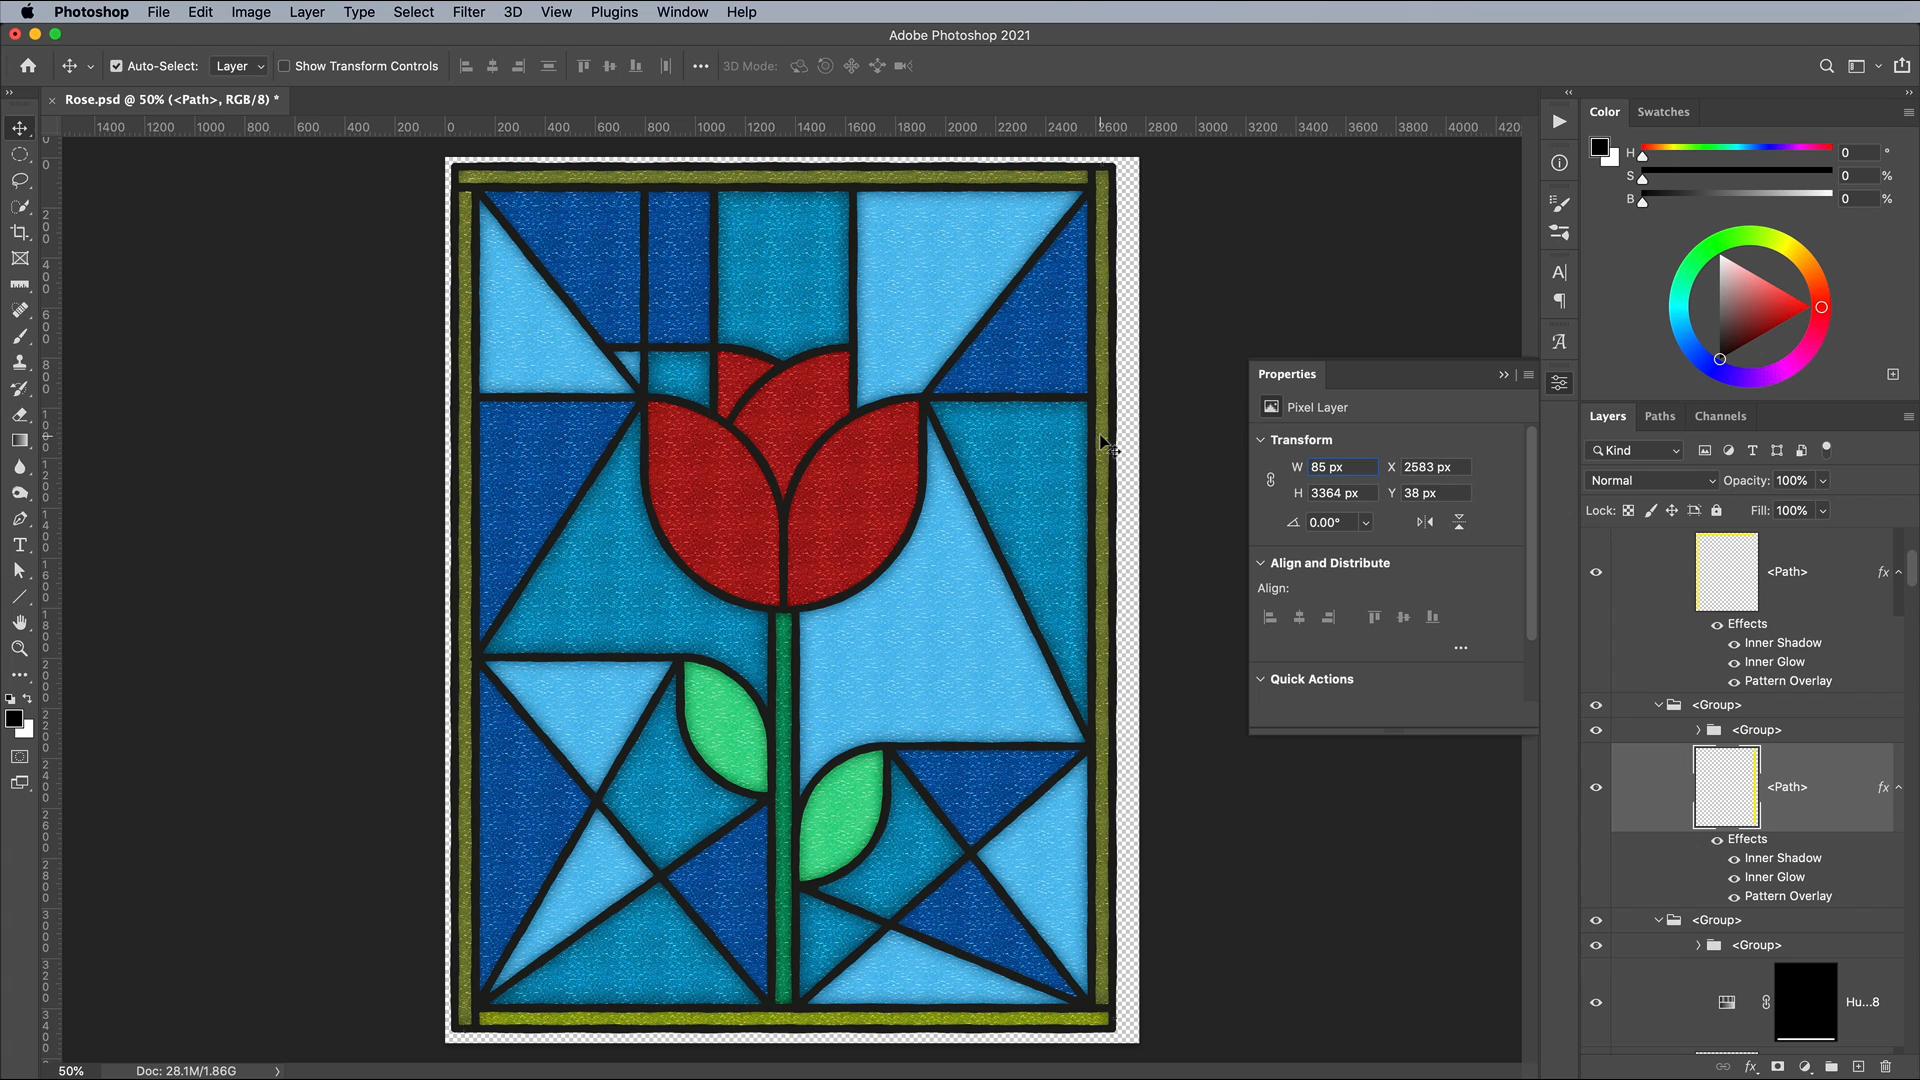 Photoshop File Edit Image Layer Type Select Filter 3D View Plugins Window Help
Adobe Photoshop 2021
Auto-Select: Layer Show Transform Controls 3D Mode:
Rose.psd @ 50% (<Path>, RGB/8) *
1400 1200 1000 800 600 400 200 0 200 400 600 800 1000 1200 1400 1600 1800 2000 2200 2400 2600 2800 3000 3200 3400 3600 3800 4000 420
Color Swatches
H 0 °
S 0 %
B 0 %
Properties
Pixel Layer
Transform
W 85 px X 2583 px
H 3364 px Y 38 px
0.00°
Align and Distribute
Align:
Quick Actions
Layers Paths Channels
Kind
Normal Opacity: 100%
Lock: Fill: 100%
<Path> fx
Effects
Inner Shadow
Inner Glow
Pattern Overlay
<Group>
<Group>
<Path> fx
Effects
Inner Shadow
Inner Glow
Pattern Overlay
<Group>
<Group>
Hu...8
50% Doc: 28.1M/1.86G